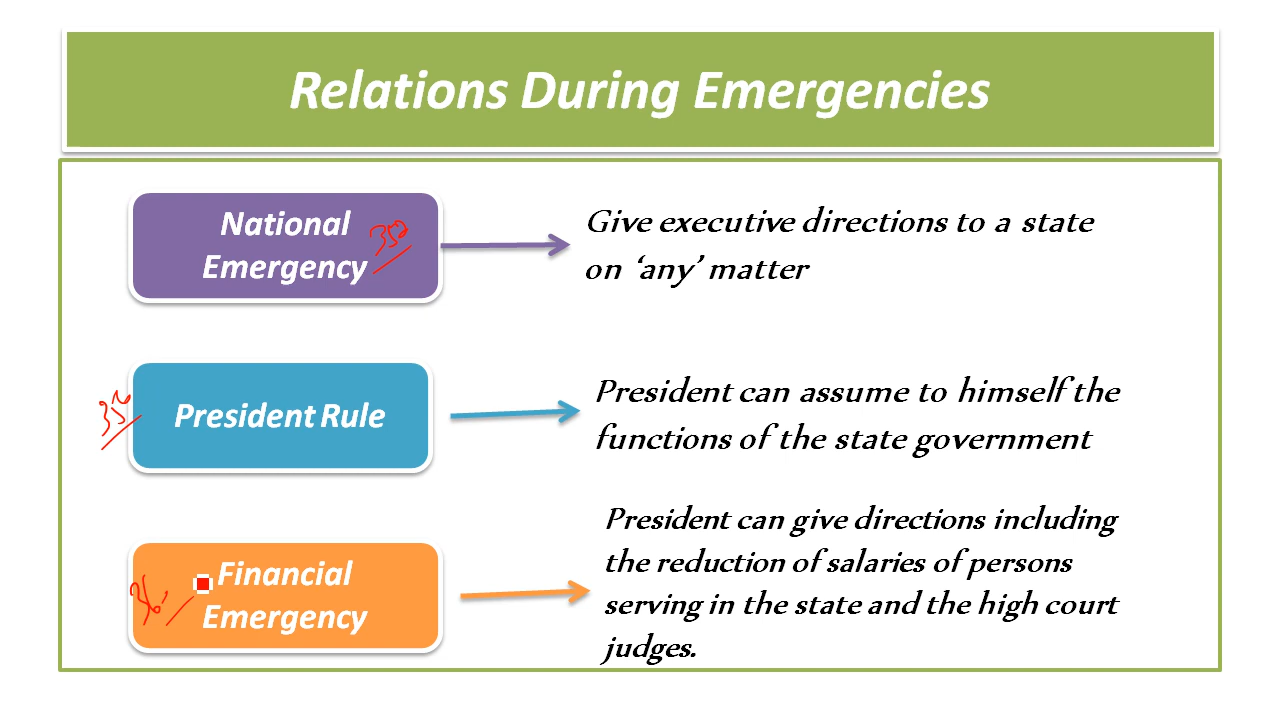 Relations During Emergencies
National
Emergency
352
Give executive directions to a state
on ‘any’ matter
356
President Rule
President can assume to himself the
functions of the state government
Financial
Emergency
President can give directions including
the reduction of salaries of persons
serving in the state and the high court
judges.